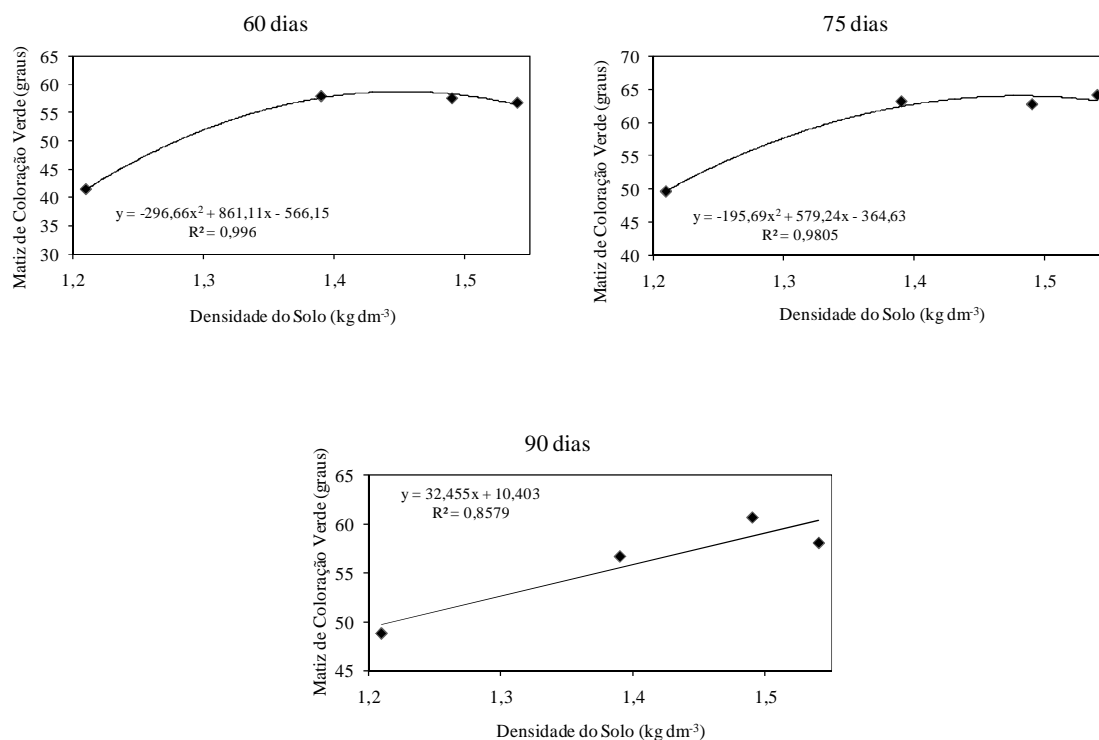 60 dias
Matiz de Coloração Verde (graus)
65
60
55
50
45
40
35
30
y = -296,66x² + 861,11x - 566,15
R² = 0,996
1,2
1,3
1,4
1,5
Densidade do Solo (kg dm⁻³)
75 dias
Matiz de Coloração Verde (graus)
70
65
60
55
50
45
40
y = -195,69x² + 579,24x - 364,63
R² = 0,9805
1,2
1,3
1,4
1,5
Densidade do Solo (kg dm⁻³)
90 dias
Matiz de Coloração Verde (graus)
65
60
55
50
45
y = 32,455x + 10,403
R² = 0,8579
1,2
1,3
1,4
1,5
Densidade do Solo (kg dm⁻³)